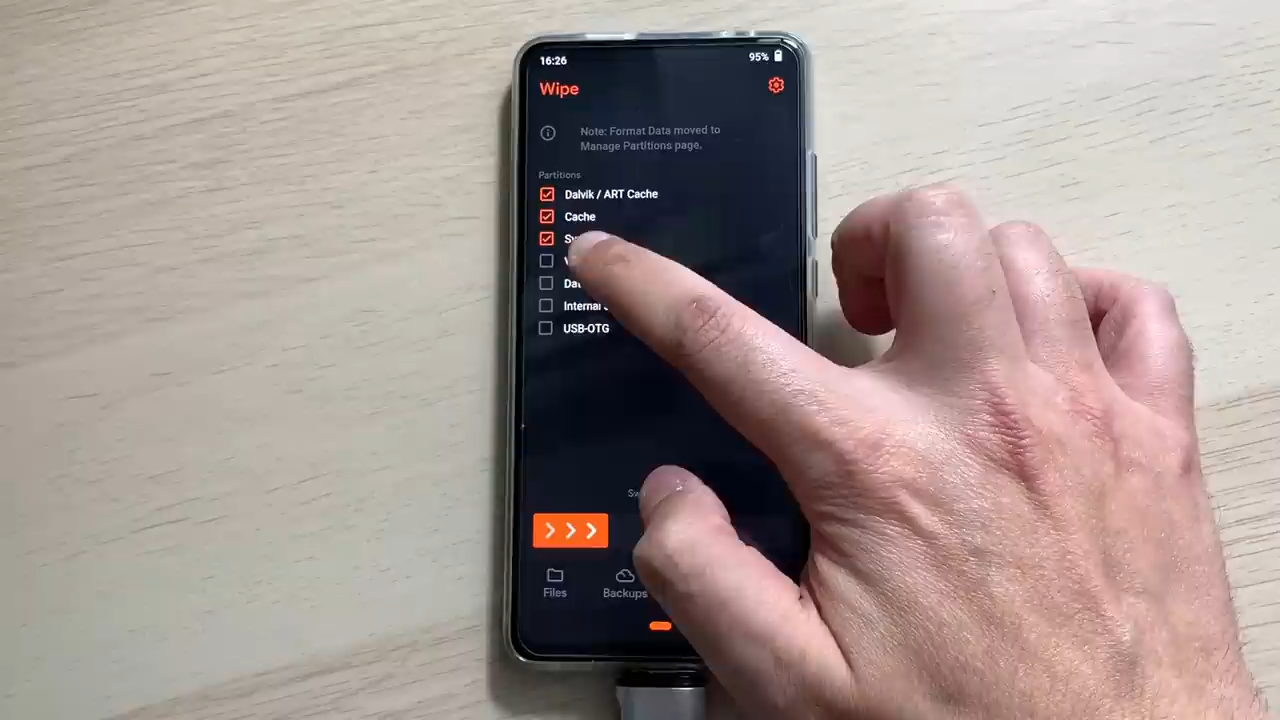 16:26
95%
Wipe
Note: Format Data moved to
Manage Partitions page.
Partitions
Dalvik / ART Cache
Cache
Internal
USB-OTG
Files
Backups